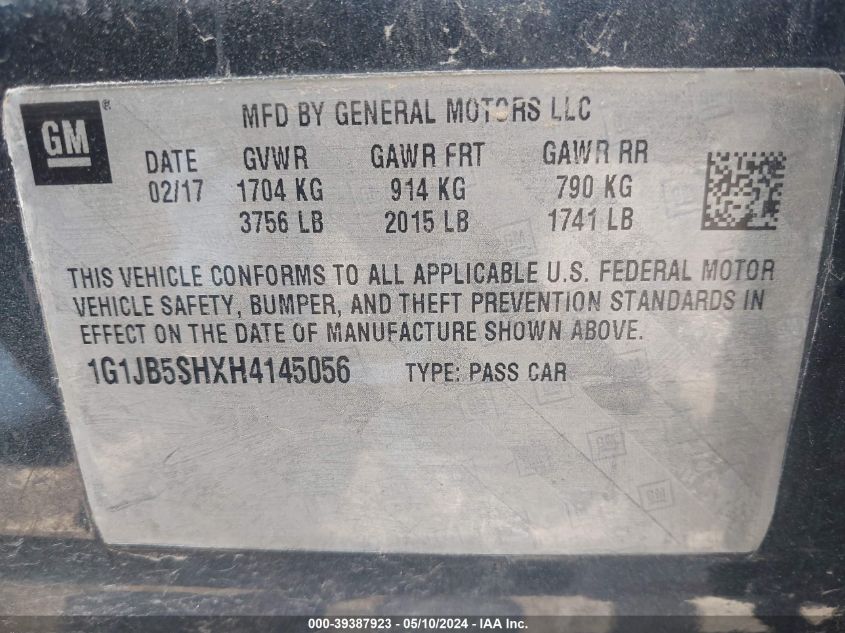 GM®
MFD BY GENERAL MOTORS LLC
DATE GVWR GAWR FRT GAWR RR
02/17 1704 KG 914 KG 790 KG
3756 LB 2015 LB 1741 LB
THIS VEHICLE CONFORMS TO ALL APPLICABLE U.S. FEDERAL MOTOR
VEHICLE SAFETY, BUMPER, AND THEFT PREVENTION STANDARDS IN
EFFECT ON THE DATE OF MANUFACTURE SHOWN ABOVE.
1G1JB5SHXH4145056 TYPE: PASS CAR
GM
GM
000-39387923 - 05/10/2024 - IAA Inc.